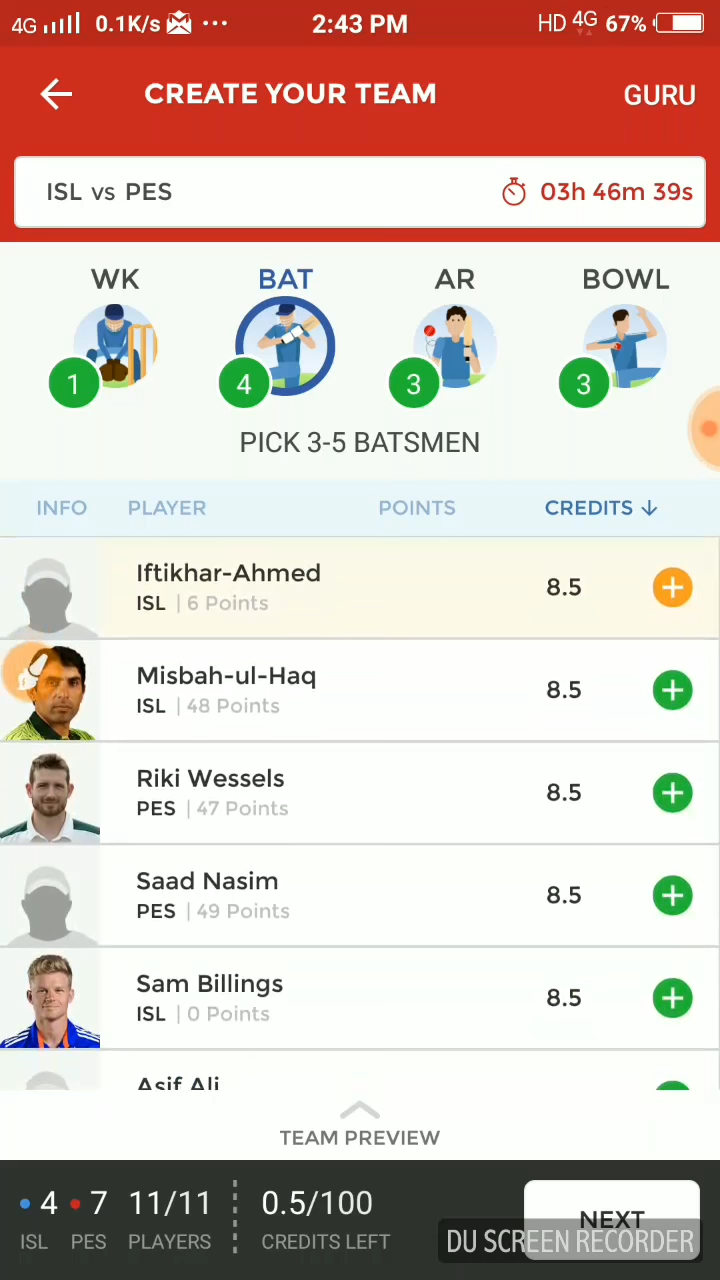 4G 0.1K/s ... 2:43 PM HD 4G 67%
CREATE YOUR TEAM GURU
ISL vs PES 03h 46m 39s
WK BAT AR BOWL
1 4 3 3
PICK 3-5 BATSMEN
INFO PLAYER POINTS CREDITS ↓
Iftikhar-Ahmed
ISL | 6 Points 8.5 +
Misbah-ul-Haq
ISL | 48 Points 8.5 +
Riki Wessels
PES | 47 Points 8.5 +
Saad Nasim
PES | 49 Points 8.5 +
Sam Billings
ISL | 0 Points 8.5 +
Asif Ali
TEAM PREVIEW
4 7 11/11 0.5/100 NEXT
ISL PES PLAYERS CREDITS LEFT
DU SCREEN RECORDER